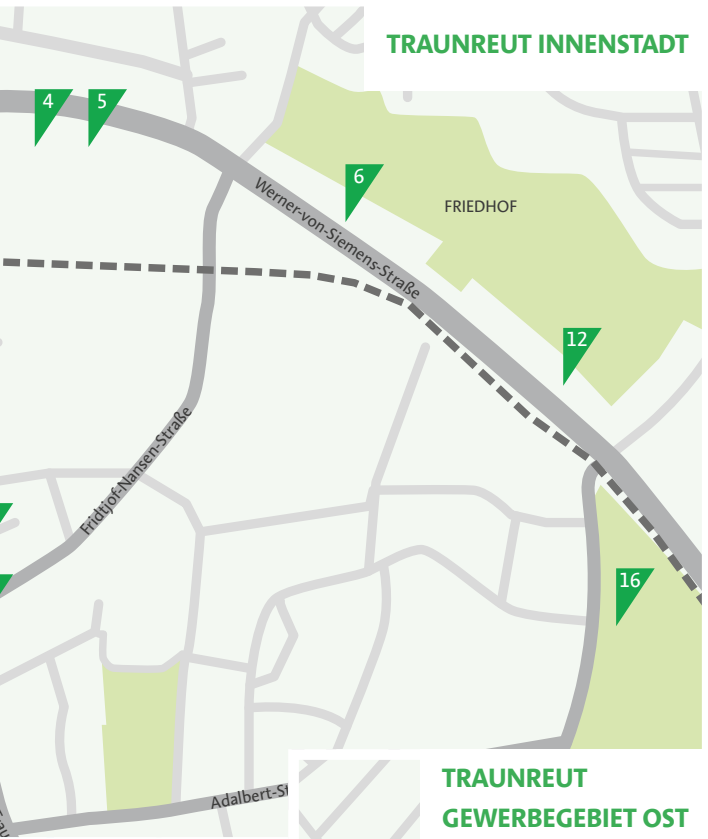 TRAUNREUT INNENSTADT
4
5
6
Werner-von-Siemens-Straße
FRIEDHOF
12
Fridtjof-Nansen-Straße
16
TRAUNREUT
GEWERBEGEBIET OST